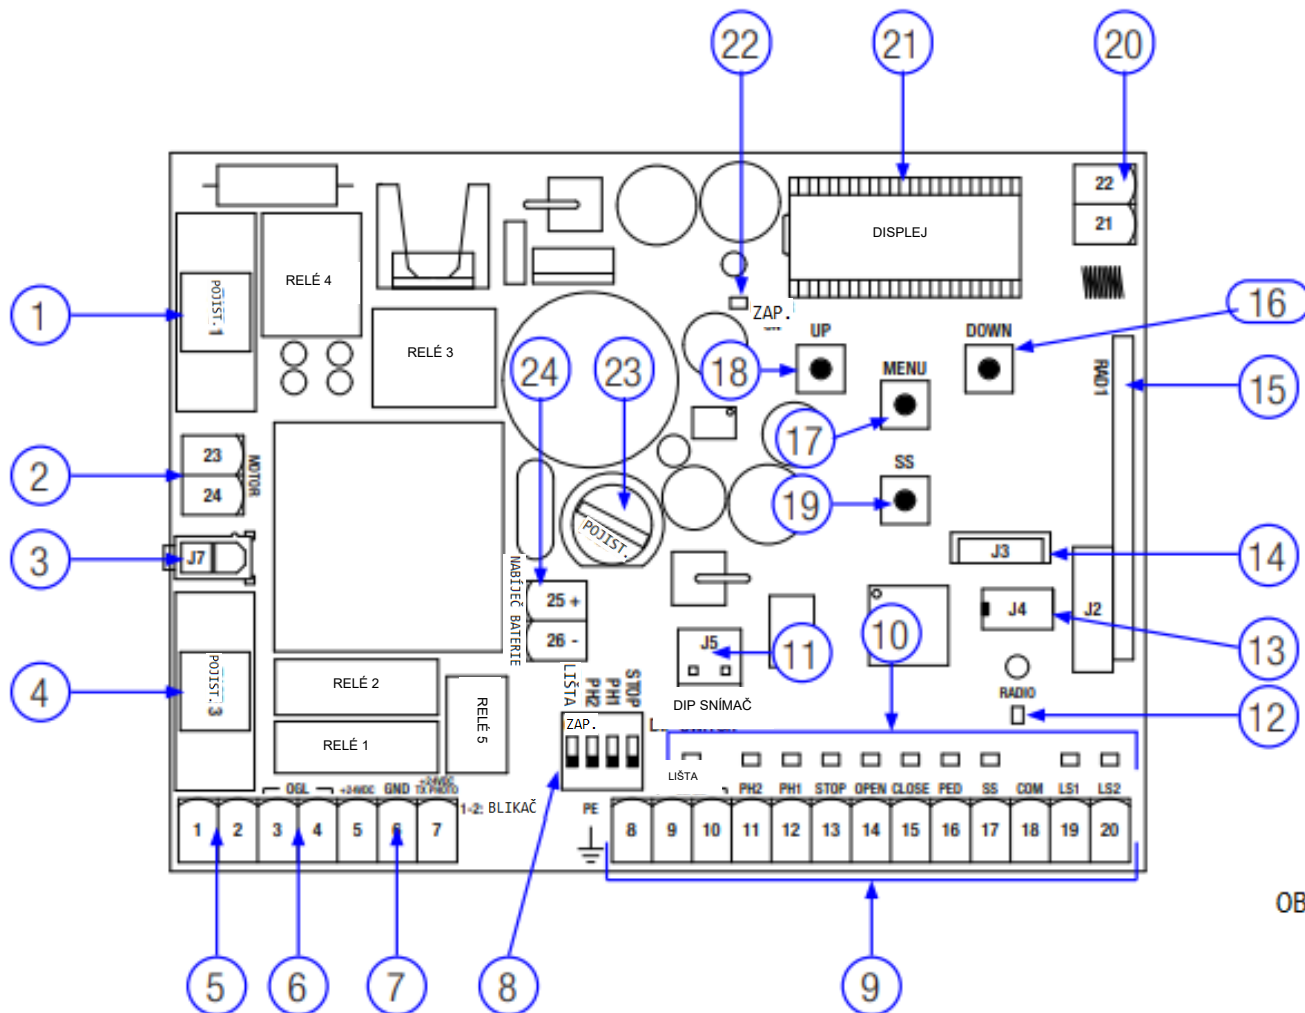 22 21 20
22
21
DISPLEJ
RELÉ 4
POJIST. 1
1
RELÉ 3
ZAP.
UP
DOWN
16
24 23 18
MENU
RAD1
15
17
23
24
MOTOR
2
SS
19
POJIST.
J7
3
J3
14
NABÍJEČ BATERIE
25 +
26 -
J5
11
10
J4
J2
13
POJIST. 3
4
RELÉ 2
RELÉ 1
RELÉ 5
LIŠTA
PH2
PH1
STOP
ZAP.
DIP SNÍMAČ
RADIO
12
LIŠTA
OGL +24VDC GND +24VDC TX PHOTO
1-2: BLIKAČ
PE
PH2 PH1 STOP OPEN CLOSE PED SS COM LS1 LS2
1 2 3 4 5 6 7
8 9 10 11 12 13 14 15 16 17 18 19 20
OB
5 6 7 8 9